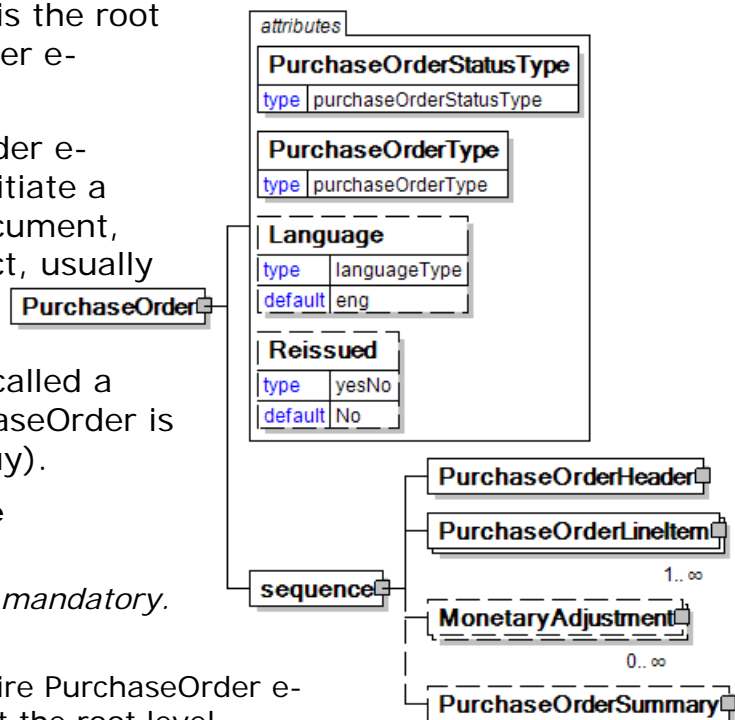 is the root
er e-
der e-
itiate a
cument,
ct, usually
called a
aseOrder is
y).
e
mandatory.
ire PurchaseOrder e-
t the root level
attributes
PurchaseOrderStatusType
type purchaseOrderStatusType
PurchaseOrderType
type purchaseOrderType
Language
type languageType
default eng
Reissued
type yesNo
default No
PurchaseOrder
sequence
PurchaseOrderHeader
PurchaseOrderLineItem
1.. ∞
MonetaryAdjustment
0.. ∞
PurchaseOrderSummary